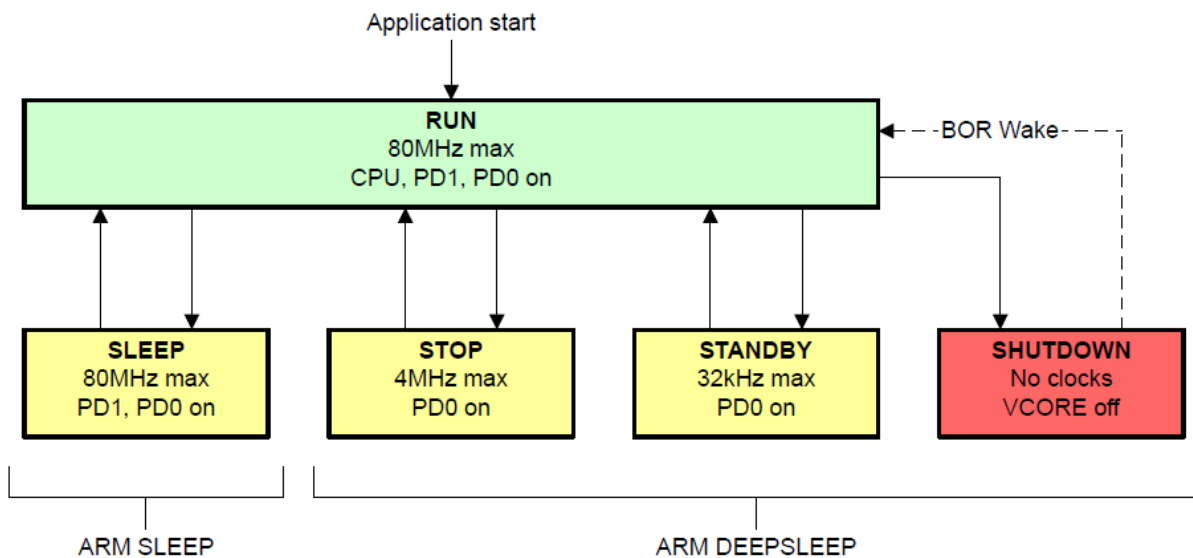 Application start
RUN
80MHz max
CPU, PD1, PD0 on
BOR Wake
SLEEP
80MHz max
PD1, PD0 on
STOP
4MHz max
PD0 on
STANDBY
32kHz max
PD0 on
SHUTDOWN
No clocks
VCORE off
ARM SLEEP
ARM DEEPSLEEP